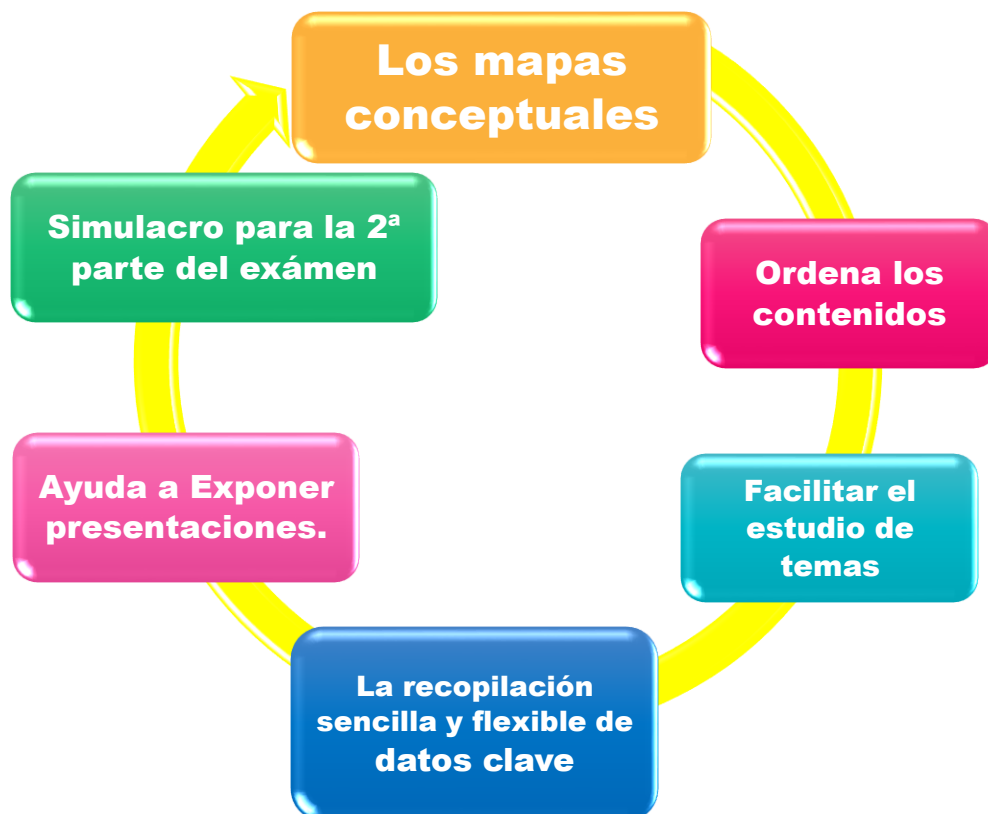 Los mapas
conceptuales
Ordena los
contenidos
Facilitar el
estudio de
temas
La recopilación
sencilla y flexible de
datos clave
Ayuda a Exponer
presentaciones.
Simulacro para la 2ª
parte del exámen